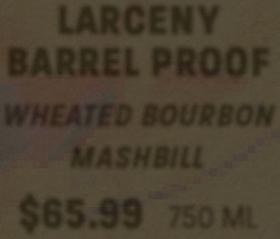 LARCENY
BARREL PROOF
WHEATED BOURBON
MASHBILL
$65.99 750 ML